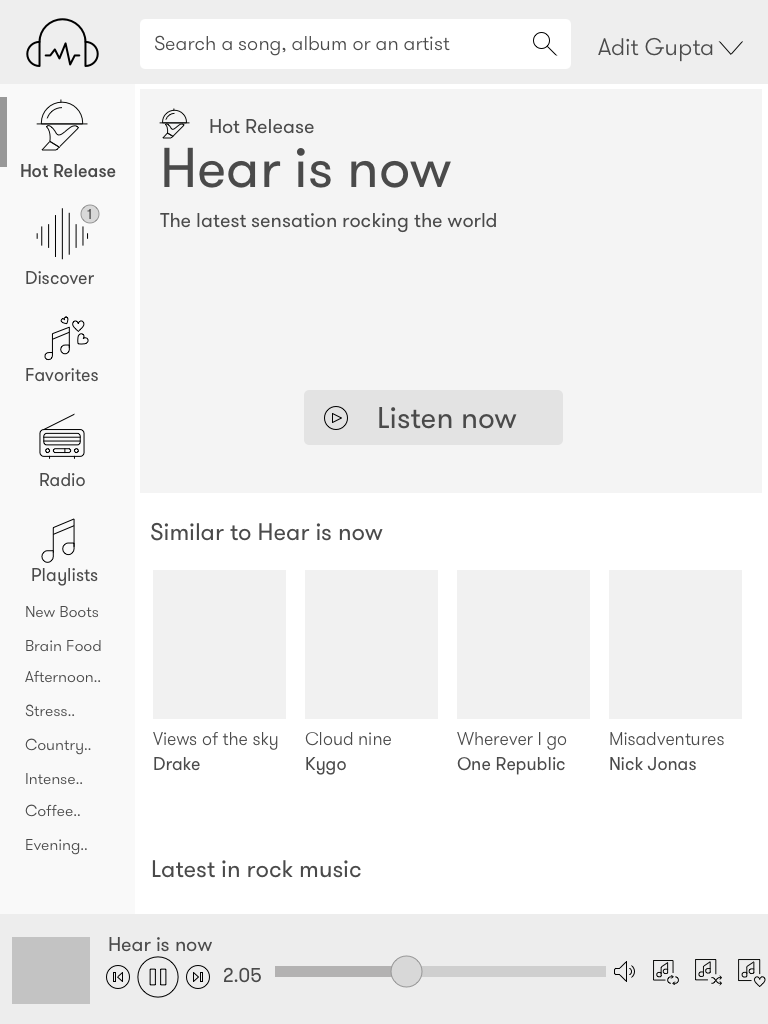 Search a song, album or an artist
Adit Gupta
Hot Release
1
Discover
Favorites
Radio
Playlists
New Boots
Brain Food
Afternoon..
Stress..
Country..
Intense..
Coffee..
Evening..
Hot Release
Hear is now
The latest sensation rocking the world
Listen now
Similar to Hear is now
Views of the sky
Drake
Cloud nine
Kygo
Wherever I go
One Republic
Misadventures
Nick Jonas
Latest in rock music
Hear is now
2.05